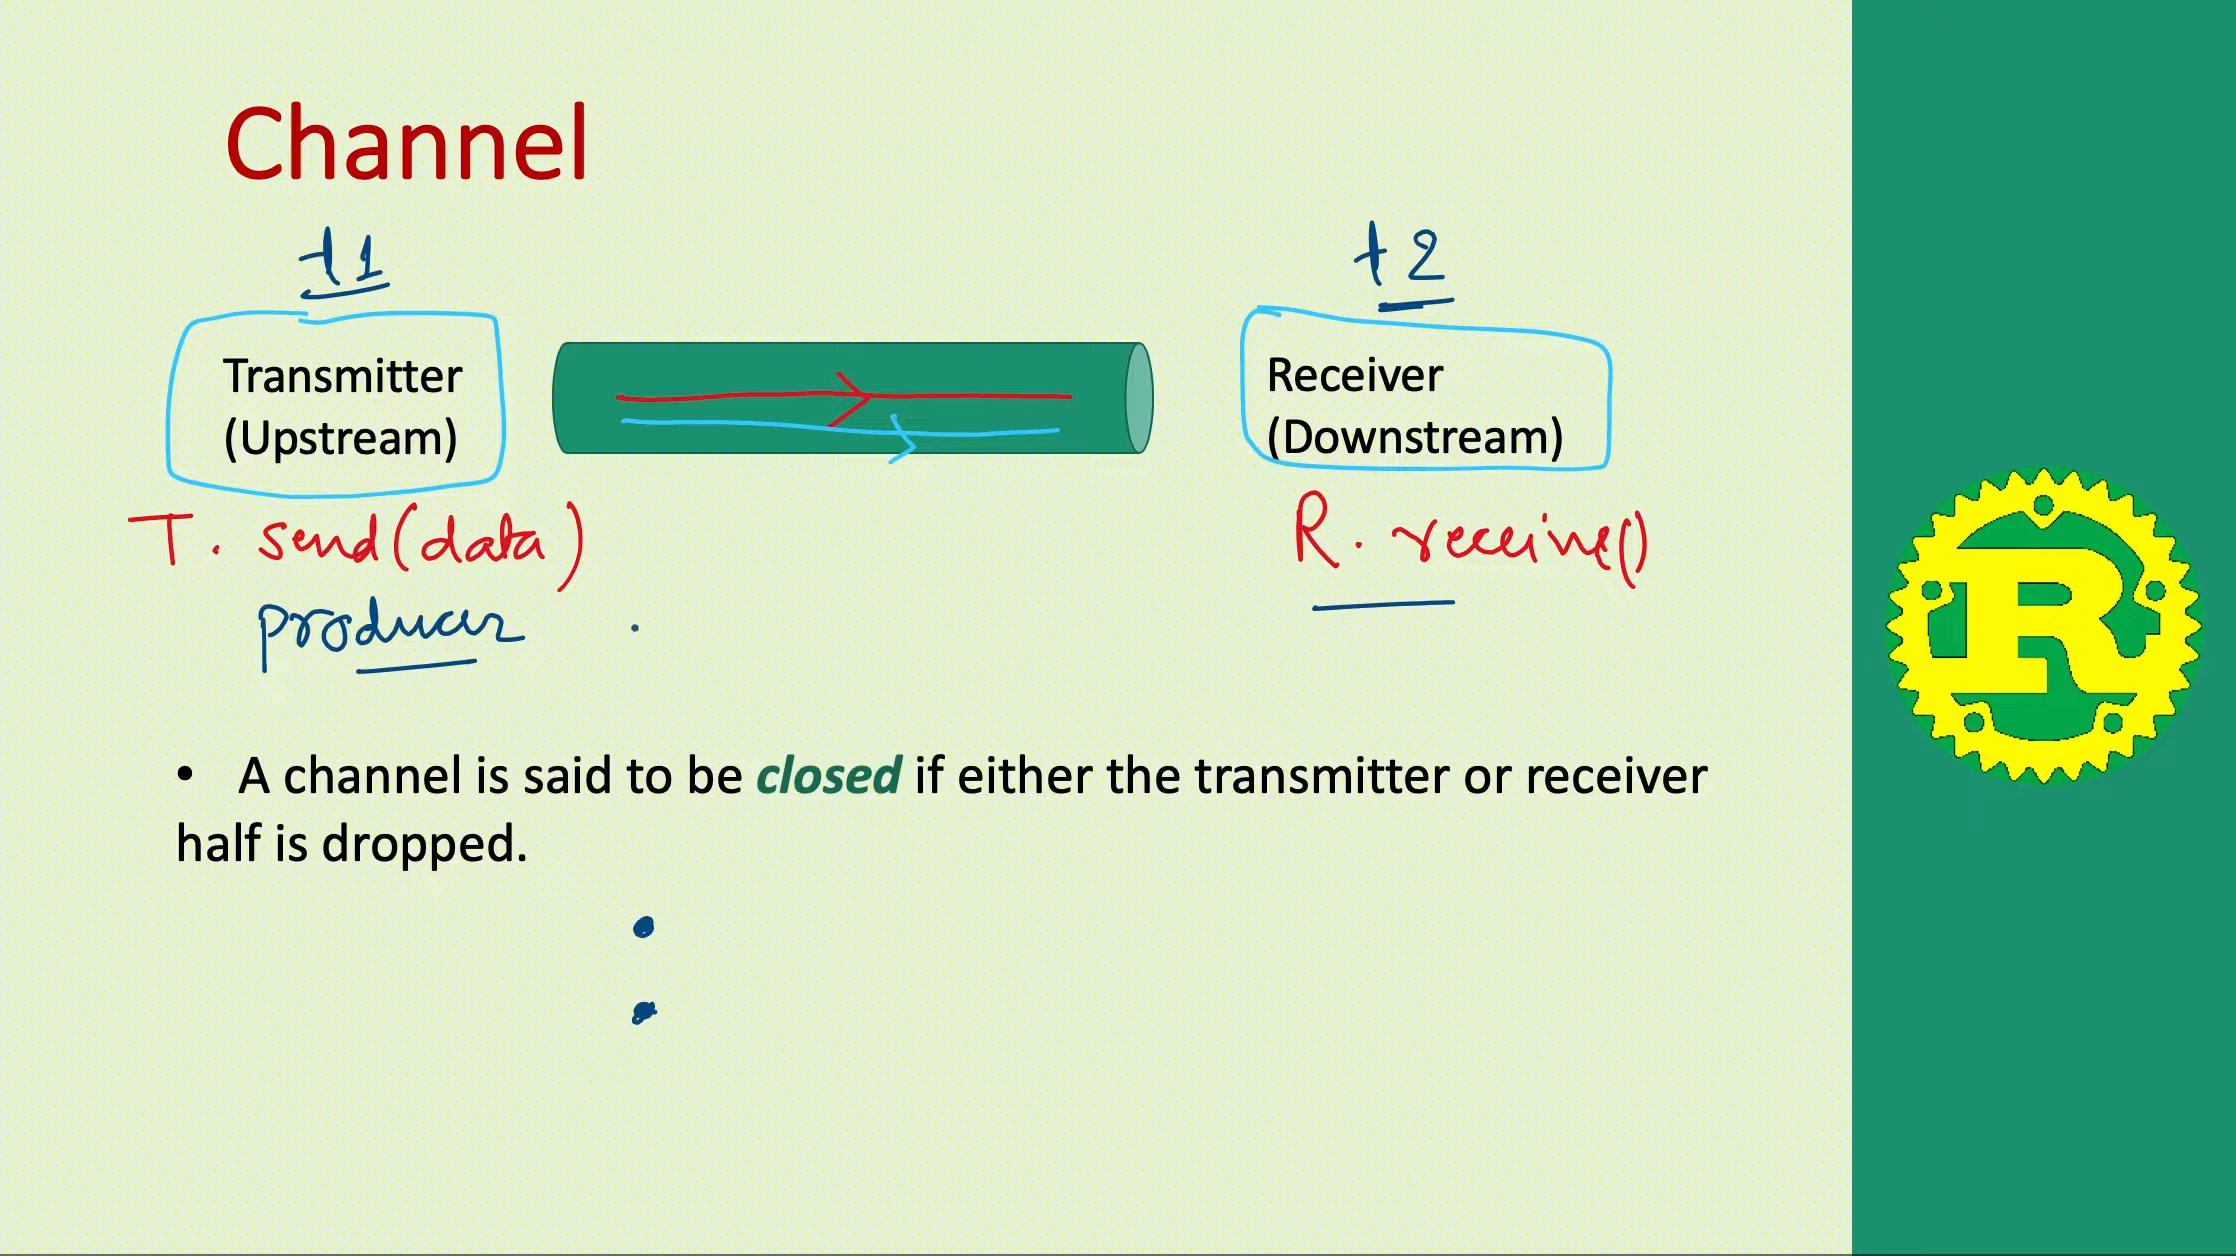 Channel
t1
t2
Transmitter
(Upstream)
Receiver
(Downstream)
T. send(data)
R. receive()
producer
• A channel is said to be closed if either the transmitter or receiver
half is dropped.
R